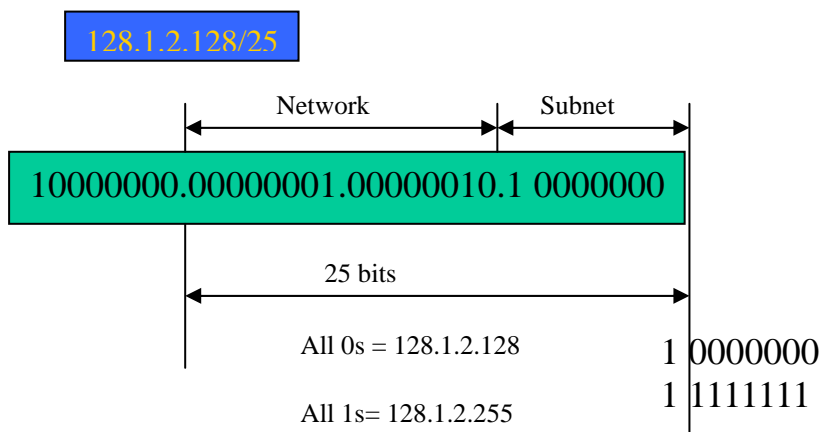 128.1.2.128/25
Network Subnet
10000000.00000001.00000010.1 0000000
25 bits
All 0s = 128.1.2.128
1 0000000
1 1111111
All 1s= 128.1.2.255